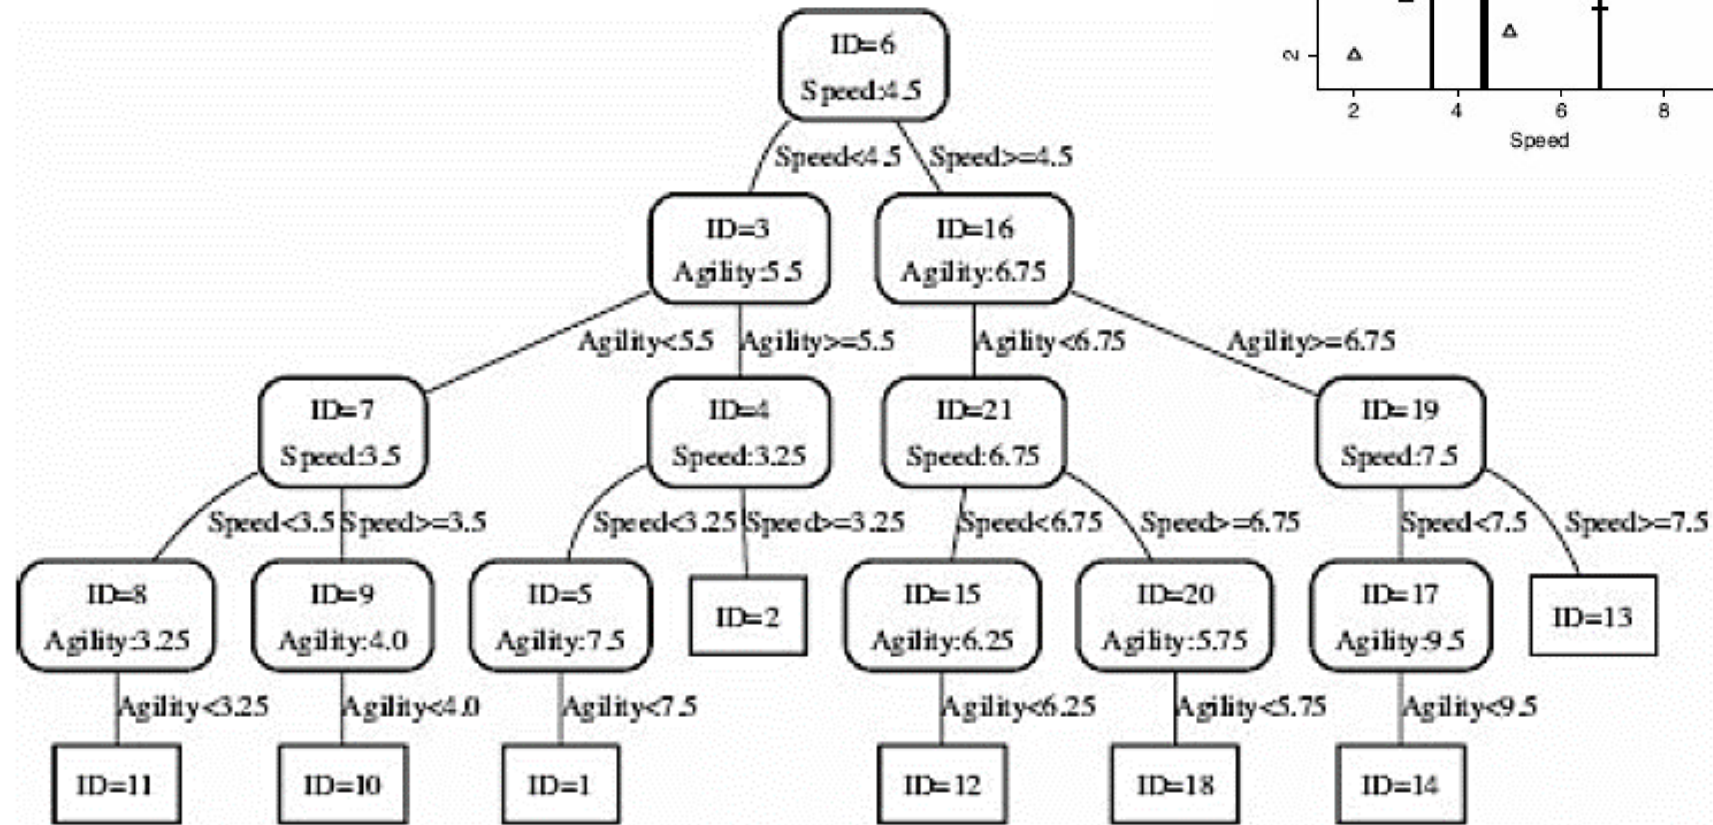 ID=6
Speed:4.5
2
2 4 6 8
Speed
Speed<4.5 Speed>=4.5
ID=3 ID=16
Agility:5.5 Agility:6.75
Agility<5.5 Agility>=5.5 Agility<6.75 Agility>=6.75
ID=7 ID=4 ID=21 ID=19
Speed:3.5 Speed:3.25 Speed:6.75 Speed:7.5
Speed<3.5 Speed>=3.5 Speed<3.25 Speed>=3.25 Speed<6.75 Speed>=6.75 Speed<7.5 Speed>=7.5
ID=8 ID=9 ID=5 ID=2 ID=15 ID=20 ID=17 ID=13
Agility:3.25 Agility:4.0 Agility:7.5 Agility:6.25 Agility:5.75 Agility:9.5
Agility<3.25 Agility<4.0 Agility<7.5 Agility<6.25 Agility<5.75 Agility<9.5
ID=11 ID=10 ID=1 ID=12 ID=18 ID=14